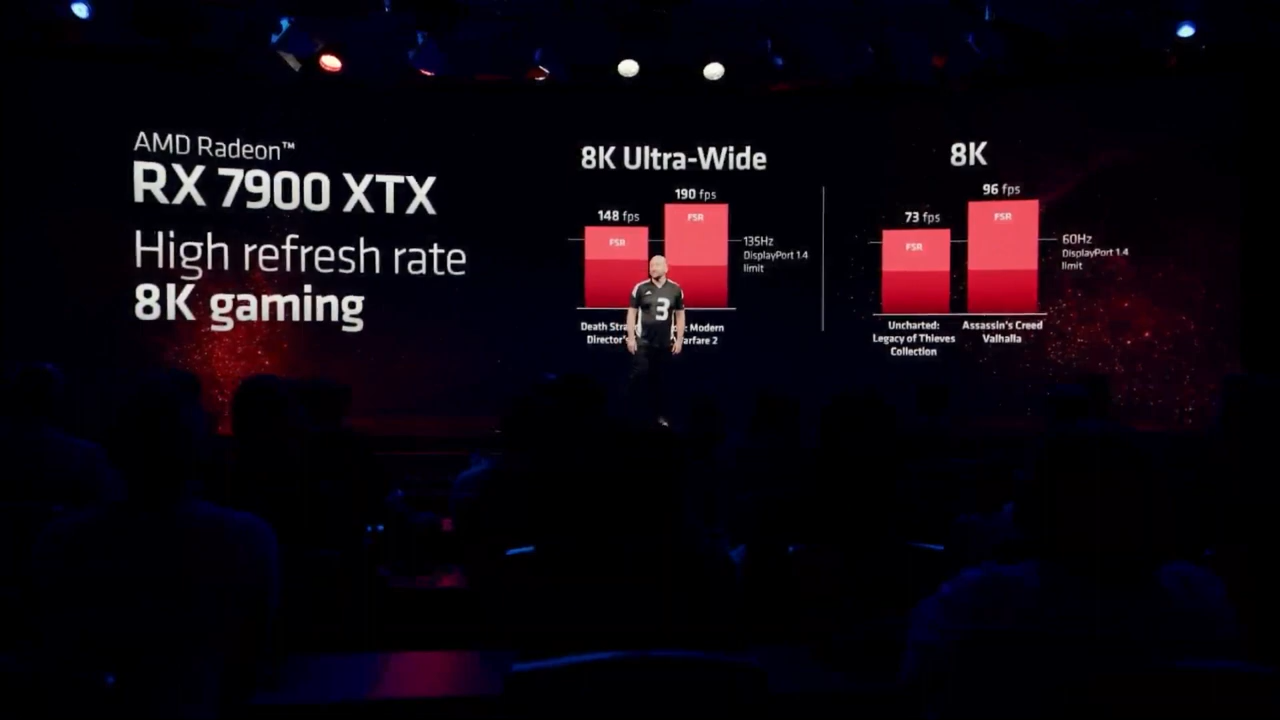 AMD Radeon™
RX 7900 XTX
High refresh rate
8K gaming
8K Ultra-Wide
190 fps
148 fps
FSR
FSR
135Hz
DisplayPort 1.4
limit
Death
Director's
Modern
Warfare 2
3
8K
96 fps
73 fps
FSR
FSR
60Hz
DisplayPort 1.4
limit
Uncharted:
Legacy of Thieves
Collection
Assassin's Creed
Valhalla